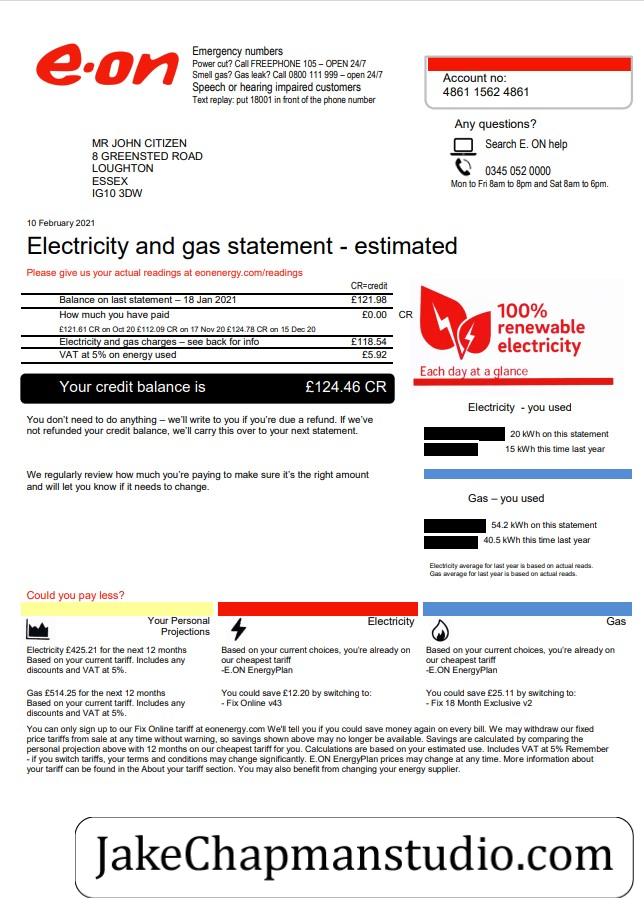 e·on
Emergency numbers
Power cut? Call FREEPHONE 105 – OPEN 24/7
Smell gas? Gas leak? Call 0800 111 999 – open 24/7
Speech or hearing impaired customers
Text replay: put 18001 in front of the phone number
Account no:
4861 1562 4861
Any questions?
Search E. ON help
0345 052 0000
Mon to Fri 8am to 8pm and Sat 8am to 6pm.
MR JOHN CITIZEN
8 GREENSTED ROAD
LOUGHTON
ESSEX
IG10 3DW
10 February 2021
Electricity and gas statement - estimated
Please give us your actual readings at eonenergy.com/readings
CR=credit
Balance on last statement – 18 Jan 2021 £121.98
How much you have paid £0.00 CR
£121.61 CR on Oct 20 £112.09 CR on 17 Nov 20 £124.78 CR on 15 Dec 20
Electricity and gas charges – see back for info £118.54
VAT at 5% on energy used £5.92
Your credit balance is £124.46 CR
You don't need to do anything – we'll write to you if you're due a refund. If we've
not refunded your credit balance, we'll carry this over to your next statement.
We regularly review how much you're paying to make sure it's the right amount
and will let you know if it needs to change.
100%
renewable
electricity
Each day at a glance
Electricity - you used
20 kWh on this statement
15 kWh this time last year
Gas – you used
54.2 kWh on this statement
40.5 kWh this time last year
Electricity average for last year is based on actual reads.
Gas average for last year is based on actual reads.
Could you pay less?
Your Personal
Projections
Electricity £425.21 for the next 12 months
Based on your current tariff. Includes any
discounts and VAT at 5%.
Gas £514.25 for the next 12 months
Based on your current tariff. Includes any
discounts and VAT at 5%.
Electricity
Based on your current choices, you're already on
our cheapest tariff
-E.ON EnergyPlan
You could save £12.20 by switching to:
- Fix Online v43
Gas
Based on your current choices, you're already on
our cheapest tariff
-E.ON EnergyPlan
You could save £25.11 by switching to:
- Fix 18 Month Exclusive v2
You can only sign up to our Fix Online tariff at eonenergy.com We'll tell you if you could save money again on every bill. We may withdraw our fixed
price tariffs from sale at any time without warning, so savings shown above may no longer be available. Savings are calculated by comparing the
personal projection above with 12 months on our cheapest tariff for you. Calculations are based on your estimated use. Includes VAT at 5% Remember
- if you switch tariffs, your terms and conditions may change significantly. E.ON EnergyPlan prices may change at any time. More information about
your tariff can be found in the About your tariff section. You may also benefit from changing your energy supplier.
JakeChapmanstudio.com